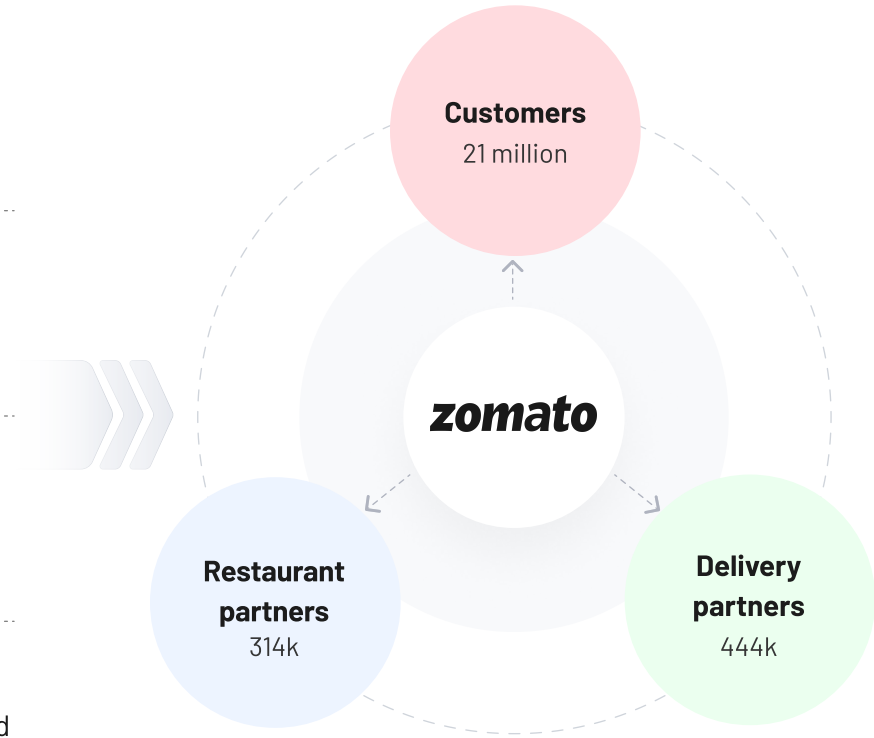 Customers
21 million
zomato
Restaurant
partners
314k
Delivery
partners
444k
d